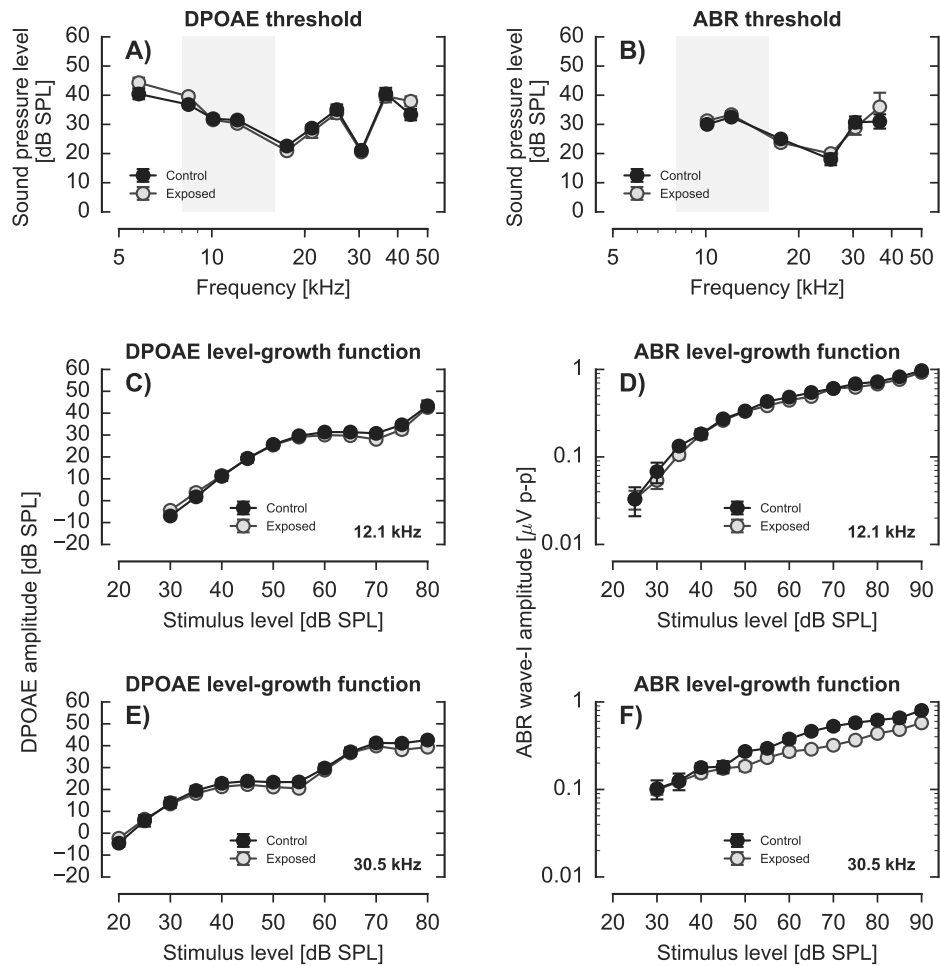 DPOAE threshold
A)
Sound pressure level
[dB SPL]
60
50
40
30
20
10
0
Control
Exposed
5 10 20 30 40 50
Frequency [kHz]
ABR threshold
B)
Sound pressure level
[dB SPL]
60
50
40
30
20
10
0
Control
Exposed
5 10 20 30 40 50
Frequency [kHz]
DPOAE level-growth function
C)
DPOAE amplitude [dB SPL]
60
50
40
30
20
10
0
−10
−20
Control
Exposed
12.1 kHz
20 30 40 50 60 70 80
Stimulus level [dB SPL]
ABR level-growth function
D)
ABR wave-I amplitude [μV p-p]
1
0.1
0.01
Control
Exposed
12.1 kHz
20 30 40 50 60 70 80 90
Stimulus level [dB SPL]
DPOAE level-growth function
E)
60
50
40
30
20
10
0
−10
−20
Control
Exposed
30.5 kHz
20 30 40 50 60 70 80
Stimulus level [dB SPL]
ABR level-growth function
F)
1
0.1
0.01
Control
Exposed
30.5 kHz
20 30 40 50 60 70 80 90
Stimulus level [dB SPL]